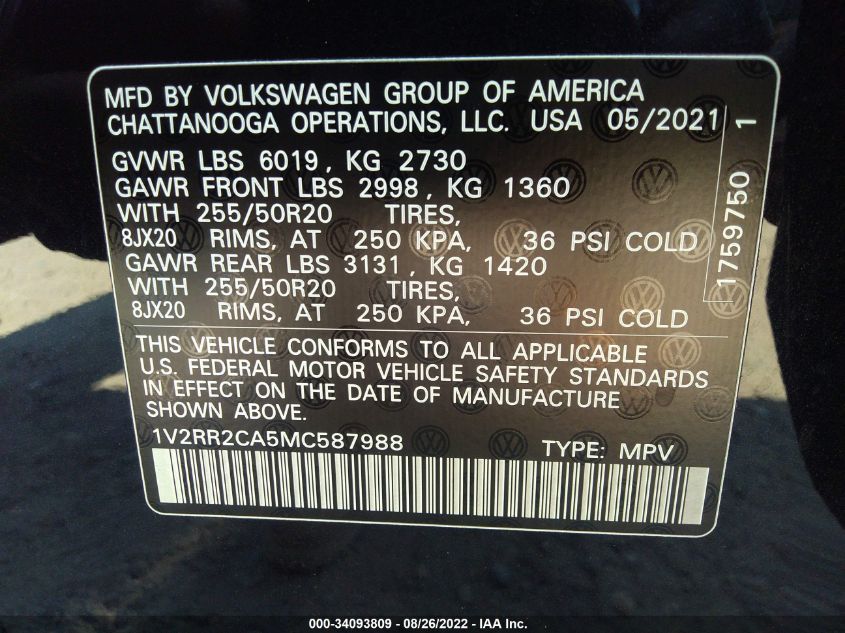 MFD BY VOLKSWAGEN GROUP OF AMERICA
CHATTANOOGA OPERATIONS, LLC. USA 05/2021
GVWR LBS 6019, KG 2730
GAWR FRONT LBS 2998, KG 1360
WITH 255/50R20 TIRES,
8JX20 RIMS, AT 250 KPA, 36 PSI COLD
GAWR REAR LBS 3131, KG 1420
WITH 255/50R20 TIRES,
8JX20 RIMS, AT 250 KPA, 36 PSI COLD
1759750 1
THIS VEHICLE CONFORMS TO ALL APPLICABLE
U.S. FEDERAL MOTOR VEHICLE SAFETY STANDARDS
IN EFFECT ON THE DATE OF MANUFACTURE
SHOWN ABOVE.
1V2RR2CA5MC587988 TYPE: MPV
000-34093809 - 08/26/2022 - IAA Inc.